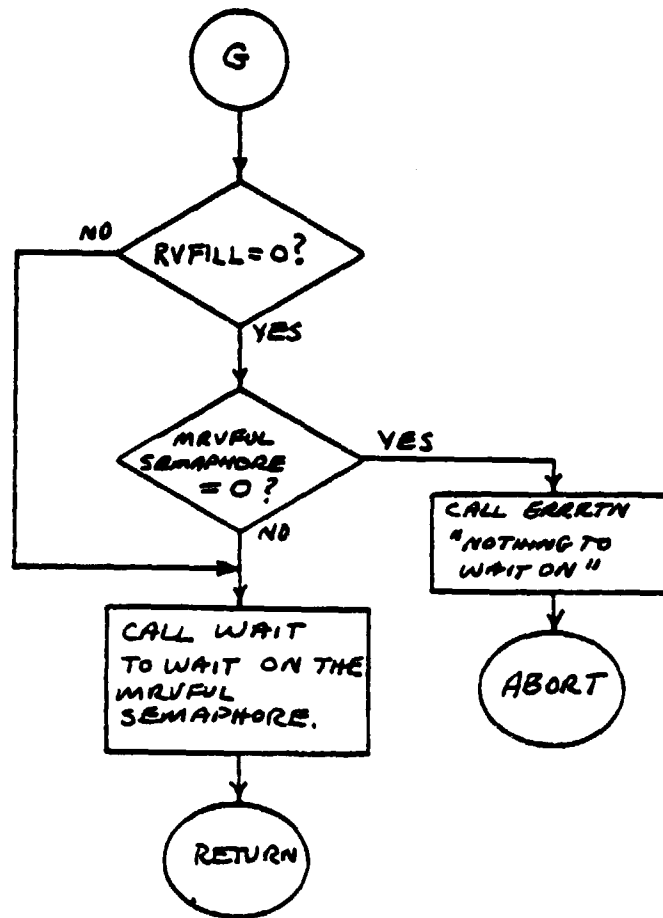 G
NO
RVFILL = 0?
YES
MRVFUL
SEMAPHORE
= 0?
YES
NO
CALL ERRRTN
"NOTHING TO
WAIT ON"
CALL WAIT
TO WAIT ON THE
MRVFUL
SEMAPHORE.
ABORT
RETURN